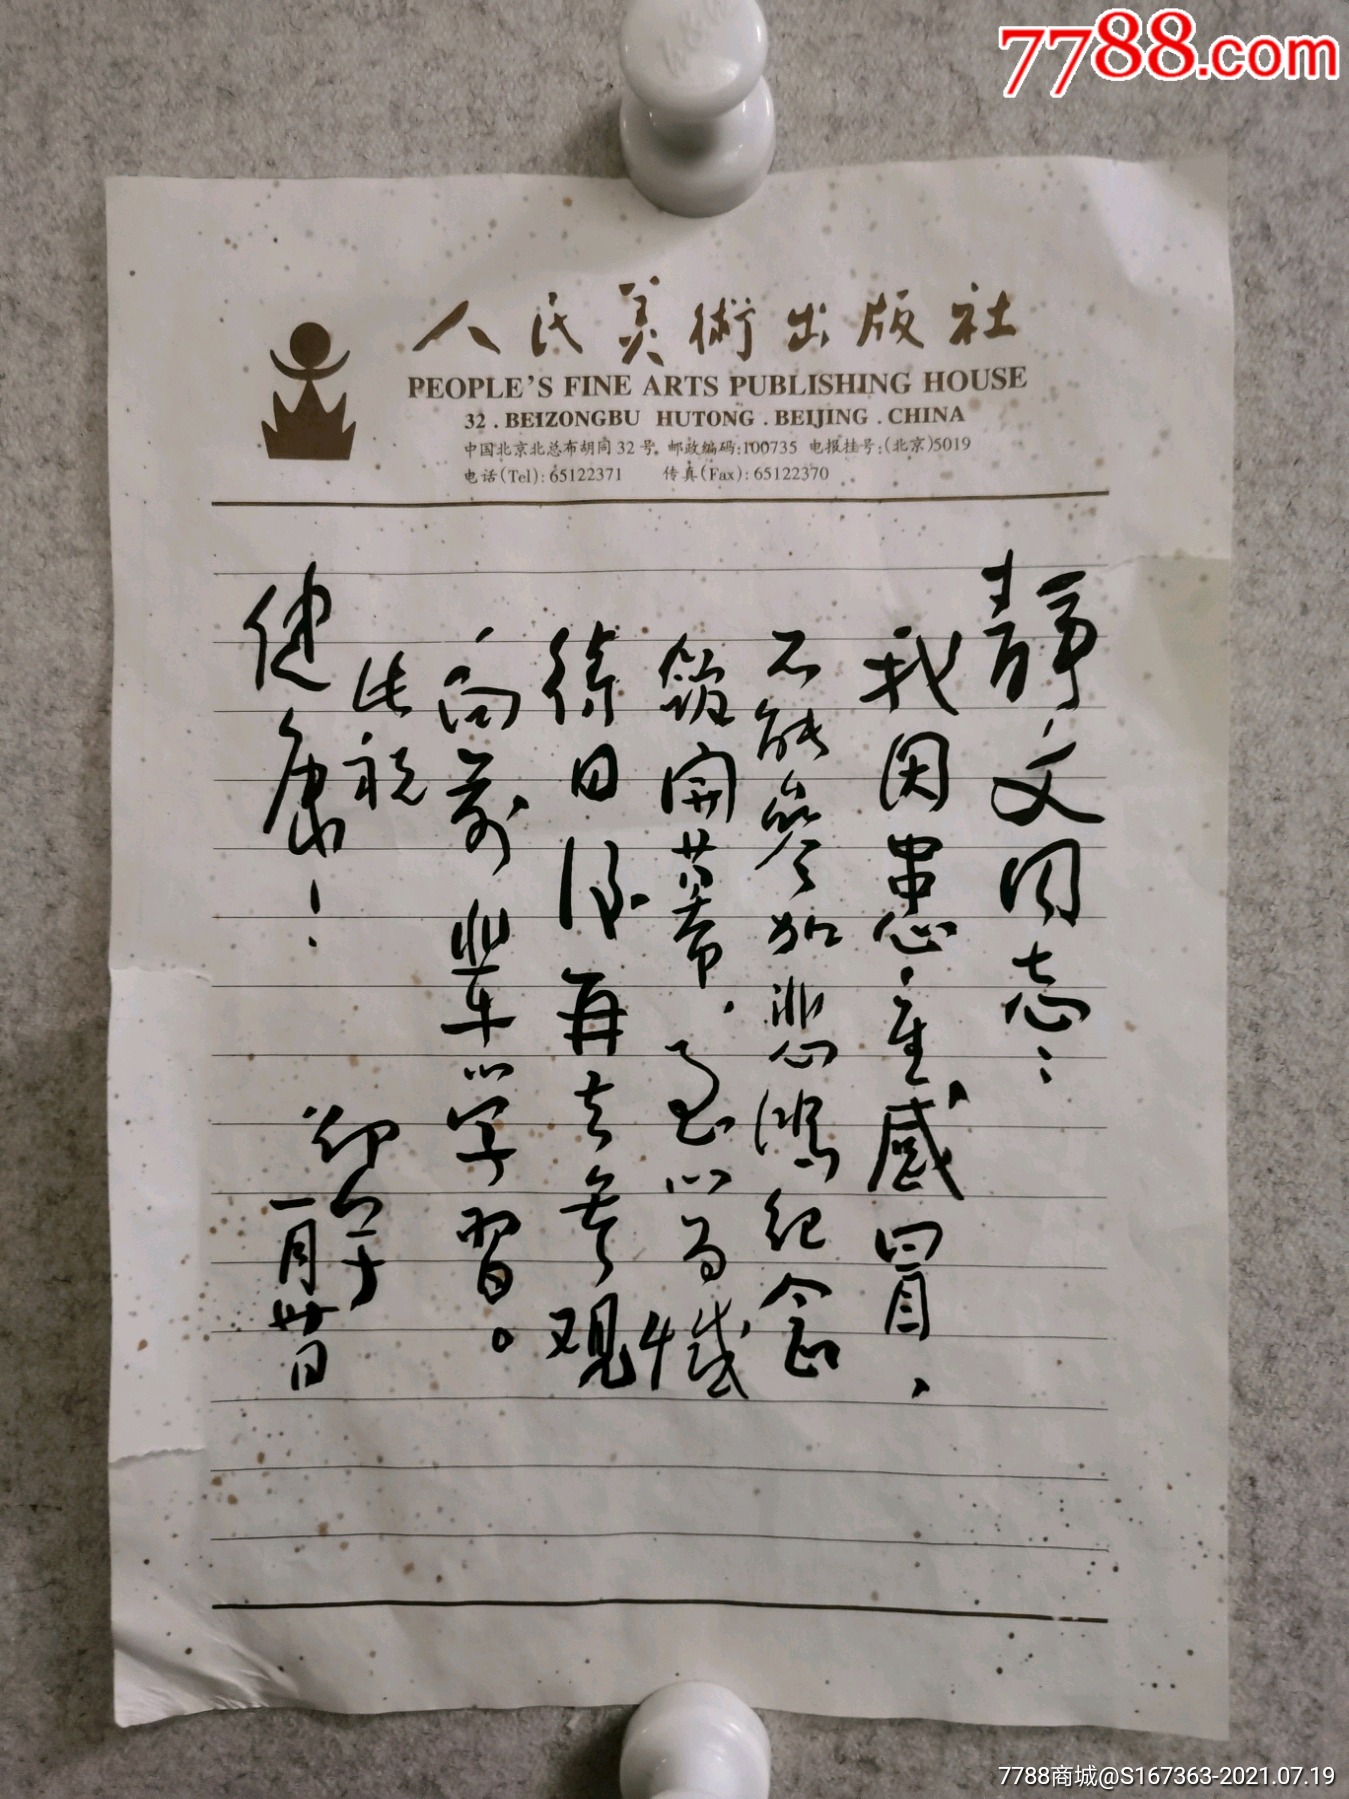 7788.com
人民美術出版社
PEOPLE'S FINE ARTS PUBLISHING HOUSE
32 . BEIZONGBU HUTONG . BEIJING . CHINA
中国北京北总布胡同32号. 邮政编码:100735 电报挂号:(北京)5019
电话(Tel):65122371 传真(Fax):65122370
静文同志：
我因患重感冒，
不能参加悲鸿纪念
馆开幕，至以为憾
待日后再去参观
向前辈学习。
此祝
健康！
邵宇
一月廿日
7788商城@S167363-2021.07.19